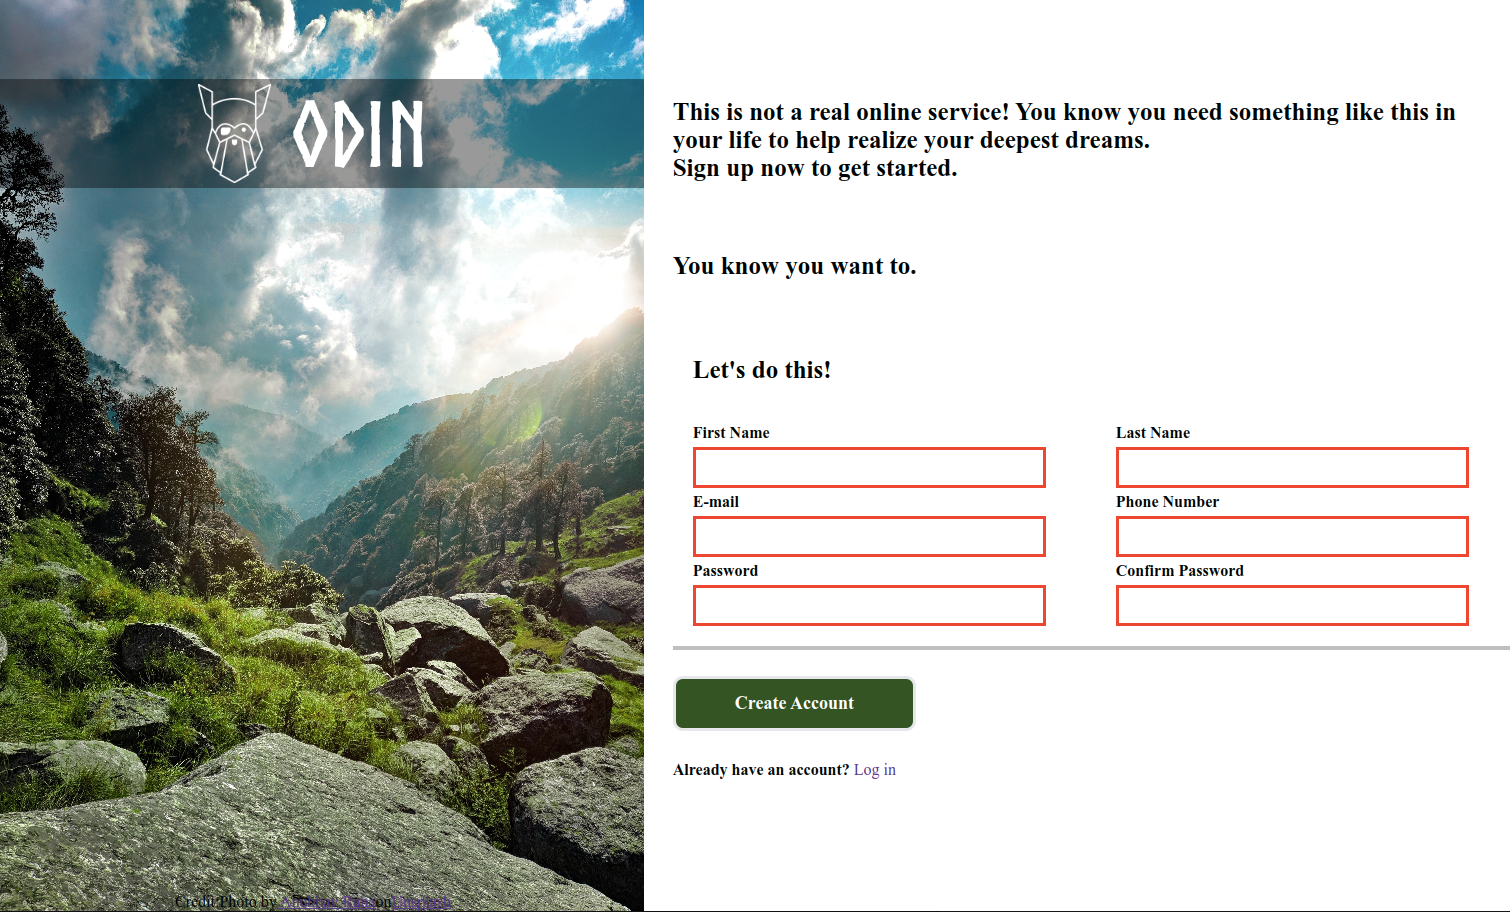 ODIN
This is not a real online service! You know you need something like this in
your life to help realize your deepest dreams.
Sign up now to get started.
You know you want to.
Let's do this!
First Name
Last Name
E-mail
Phone Number
Password
Confirm Password
Create Account
Already have an account? Log in
Credit Photo by on